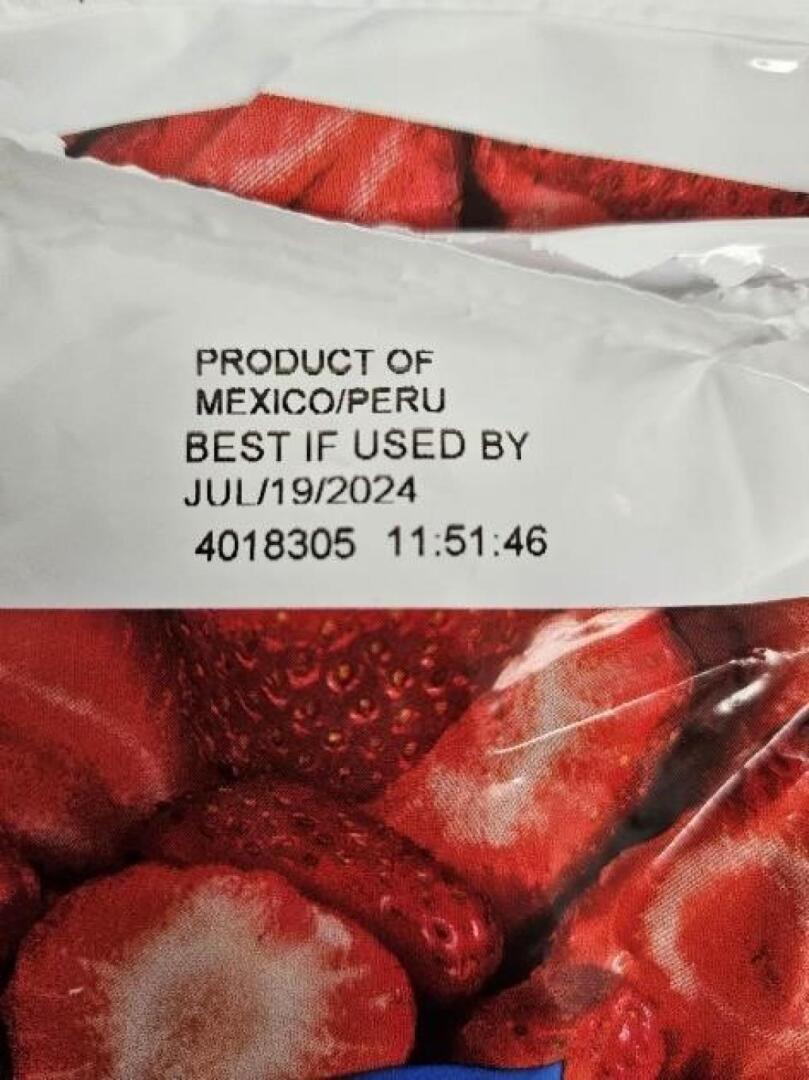 PRODUCT OF
MEXICO/PERU
BEST IF USED BY
JUL/19/2024
4018305 11:51:46